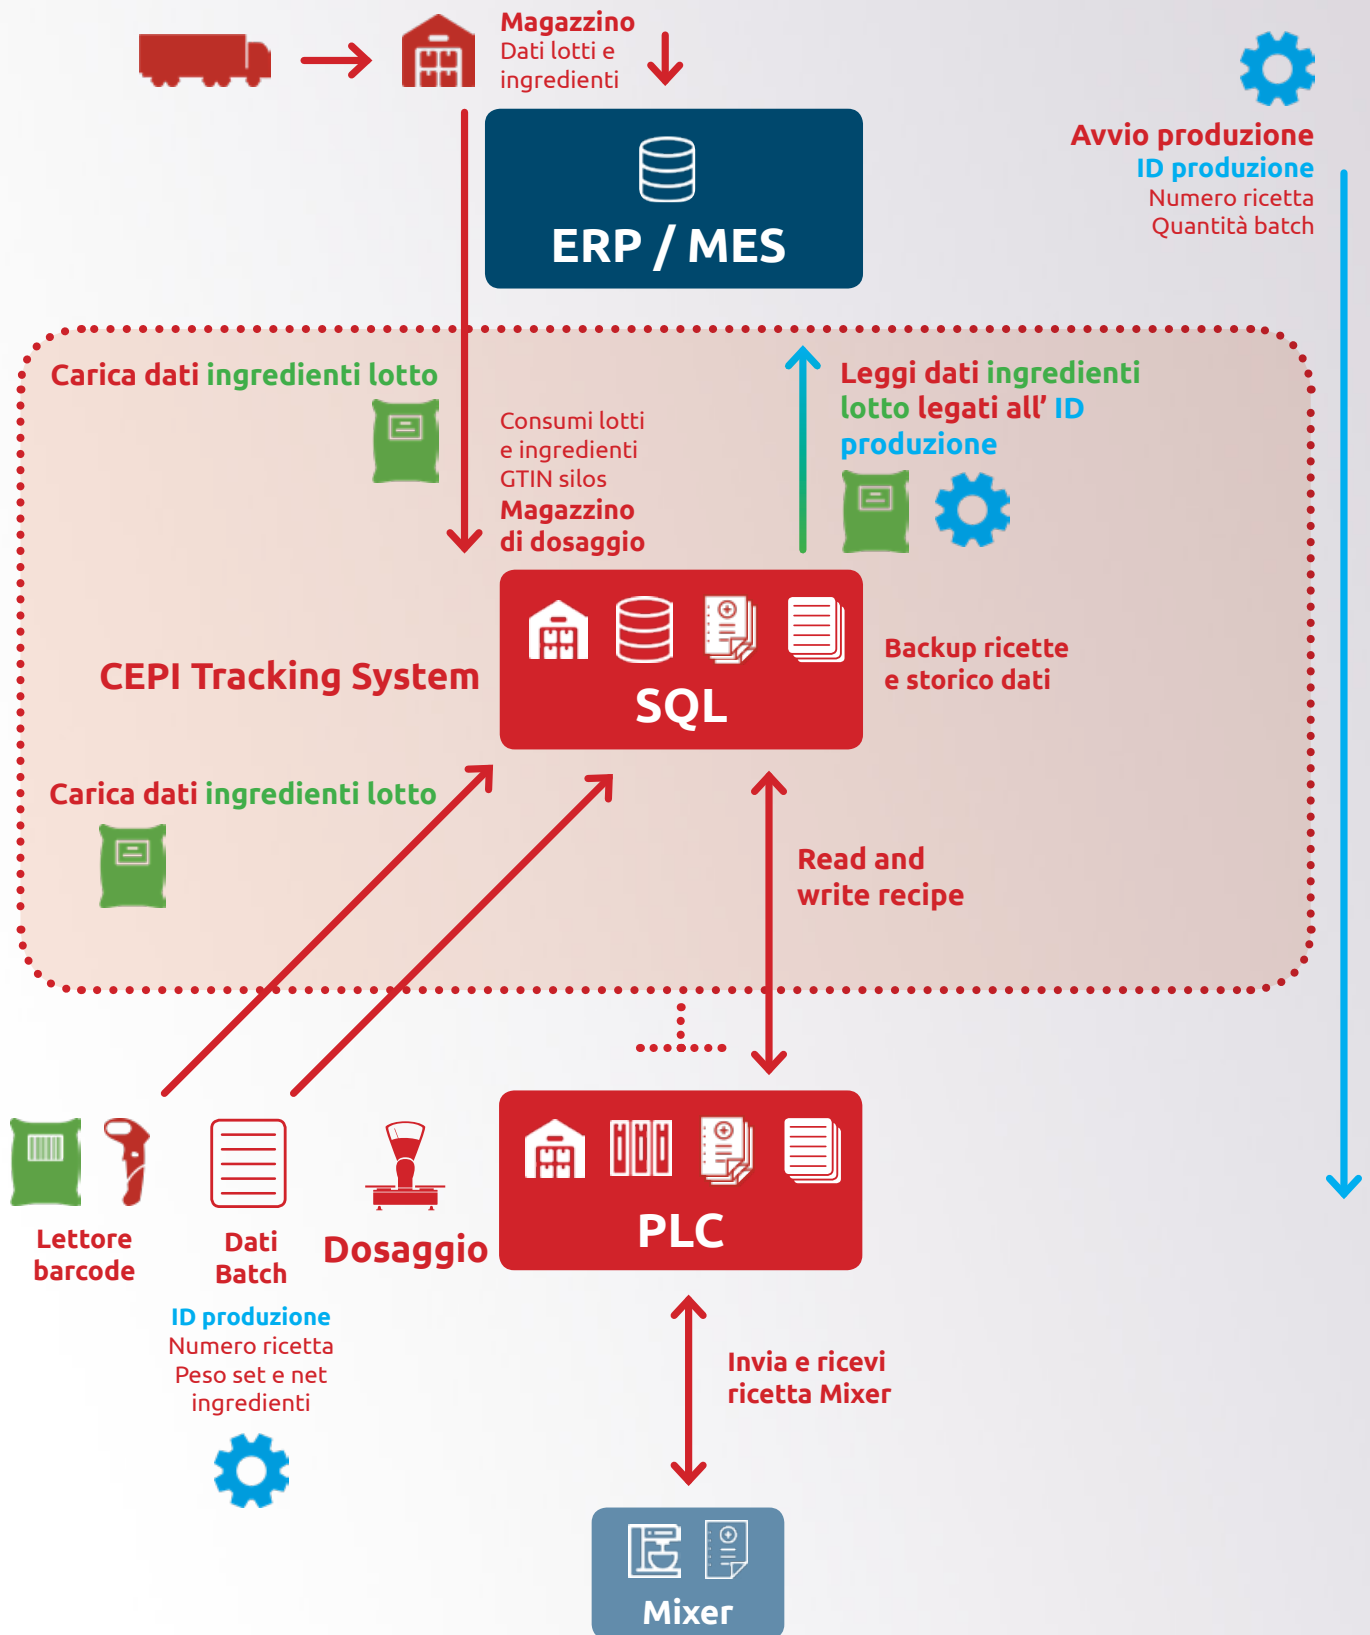 Magazzino
Dati lotti e
ingredienti
ERP / MES
Avvio produzione
ID produzione
Numero ricetta
Quantità batch
Carica dati ingredienti lotto
Consumi lotti
e ingredienti
GTIN silos
Magazzino
di dosaggio
Leggi dati ingredienti
lotto legati all’ ID
produzione
CEPI Tracking System
SQL
Backup ricette
e storico dati
Carica dati ingredienti lotto
Read and
write recipe
Lettore
barcode
Dati
Batch
ID produzione
Numero ricetta
Peso set e net
ingredienti
Dosaggio
PLC
Invia e ricevi
ricetta Mixer
Mixer